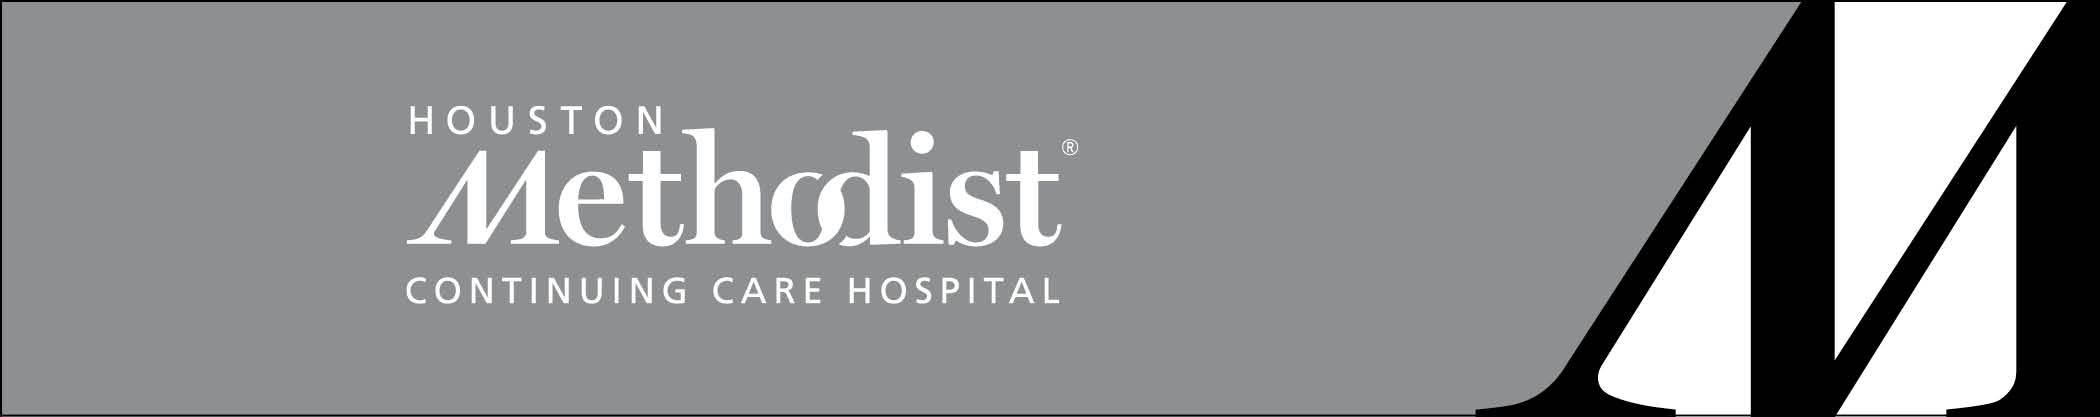 HOUSTON
Methodist®
CONTINUING CARE HOSPITAL
M